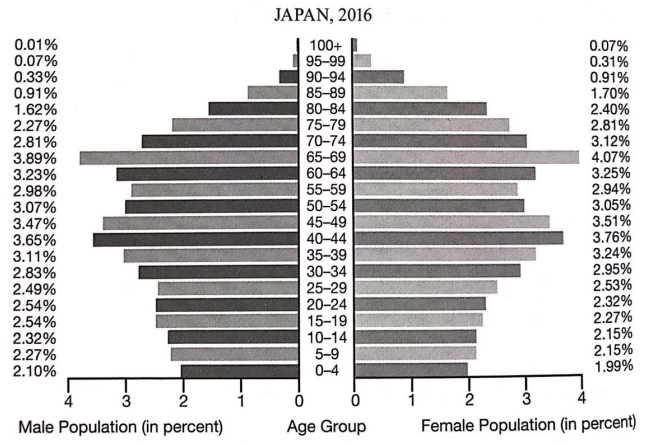 JAPAN, 2016
0.01% 100+ 0.07%
0.07% 95–99 0.31%
0.33% 90–94 0.91%
0.91% 85–89 1.70%
1.62% 80–84 2.40%
2.27% 75–79 2.81%
2.81% 70–74 3.12%
3.89% 65-69 4.07%
3.23% 60–64 3.25%
2.98% 55–59 2.94%
3.07% 50–54 3.05%
3.47% 45–49 3.51%
3.65% 40–44 3.76%
3.11% 35–39 3.24%
2.83% 30–34 2.95%
2.49% 25–29 2.53%
2.54% 20–24 2.32%
2.54% 15–19 2.27%
2.32% 10–14 2.15%
2.27% 5–9 2.15%
2.10% 0–4 1.99%
4 3 2 1 0 0 1 2 3 4
Male Population (in percent) Age Group Female Population (in percent)